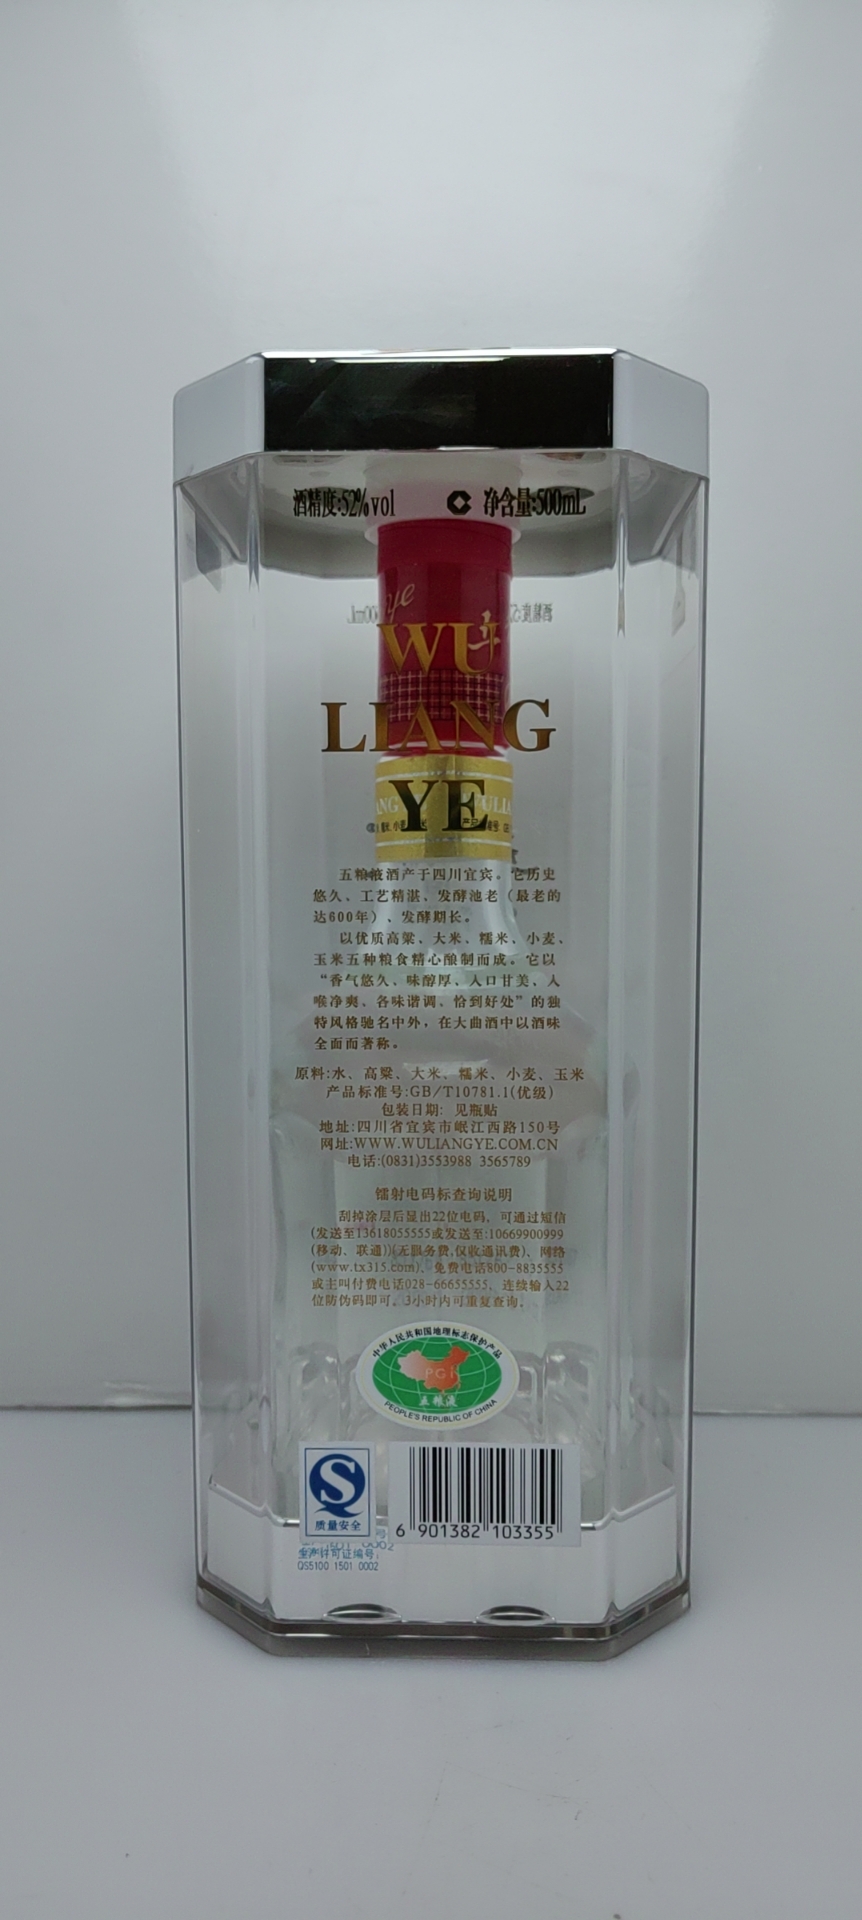 酒精度:52%vol 净含量:500mL
WU
LIANG
YE
五粮液酒产于四川宜宾。它历史
悠久、工艺精湛、发酵池老（最老的
达600年）、发酵期长。
以优质高粱、大米、糯米、小麦、
玉米五种粮食精心酿制而成。它以
“香气悠久、味醇厚、入口甘美、入
喉净爽、各味谐调、恰到好处”的独
特风格驰名中外，在大曲酒中以酒味
全面而著称。
原料:水、高粱、大米、糯米、小麦、玉米
产品标准号:GB/T10781.1(优级)
包装日期: 见瓶贴
地址:四川省宜宾市岷江西路150号
网址:WWW.WULIANGYE.COM.CN
电话:(0831)3553988 3565789
镭射电码标查询说明
刮掉涂层后显出22位电码、可通过短信
(发送至13618055555或发送至:10669900999
(移动、联通))(无服务费,仅收通讯费)、网络
(www.tx315.com)、免费电话800-8835555
或主叫付费电话028-66655555、连续输入22
位防伪码即可。3小时内可重复查询。
中华人民共和国地理标志保护产品
PGI
五粮液
PEOPLE'S REPUBLIC OF CHINA
质量安全
6 901382 103355
生产许可证编号:
QS5100 1501 0002